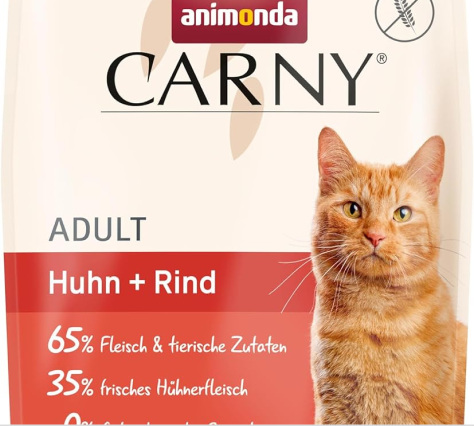 animonda
CARNY®
ADULT
Huhn + Rind
65% Fleisch & tierische Zutaten
35% frisches Hühnerfleisch